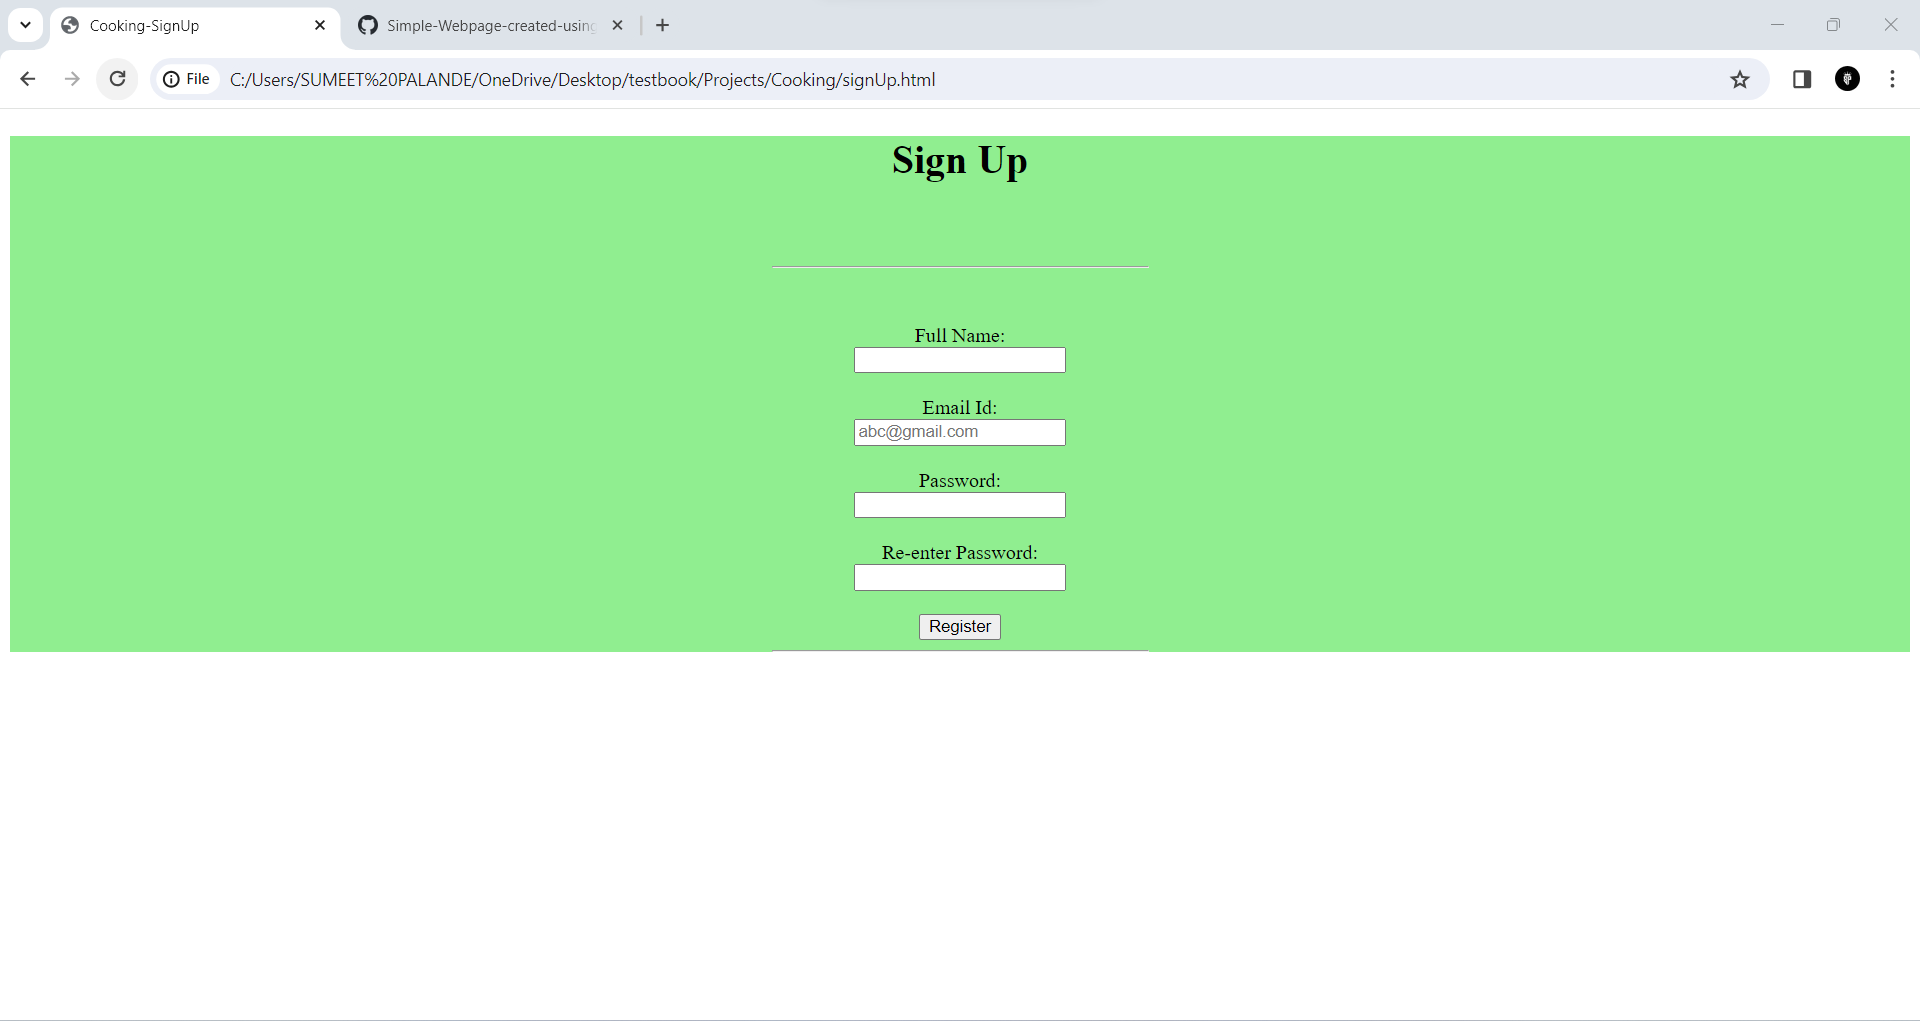 Cooking-SignUp
Simple-Webpage-created-using
File
C:/Users/SUMEET%20PALANDE/OneDrive/Desktop/testbook/Projects/Cooking/signUp.html
Sign Up
Full Name:
Email Id:
abc@gmail.com
Password:
Re-enter Password:
Register